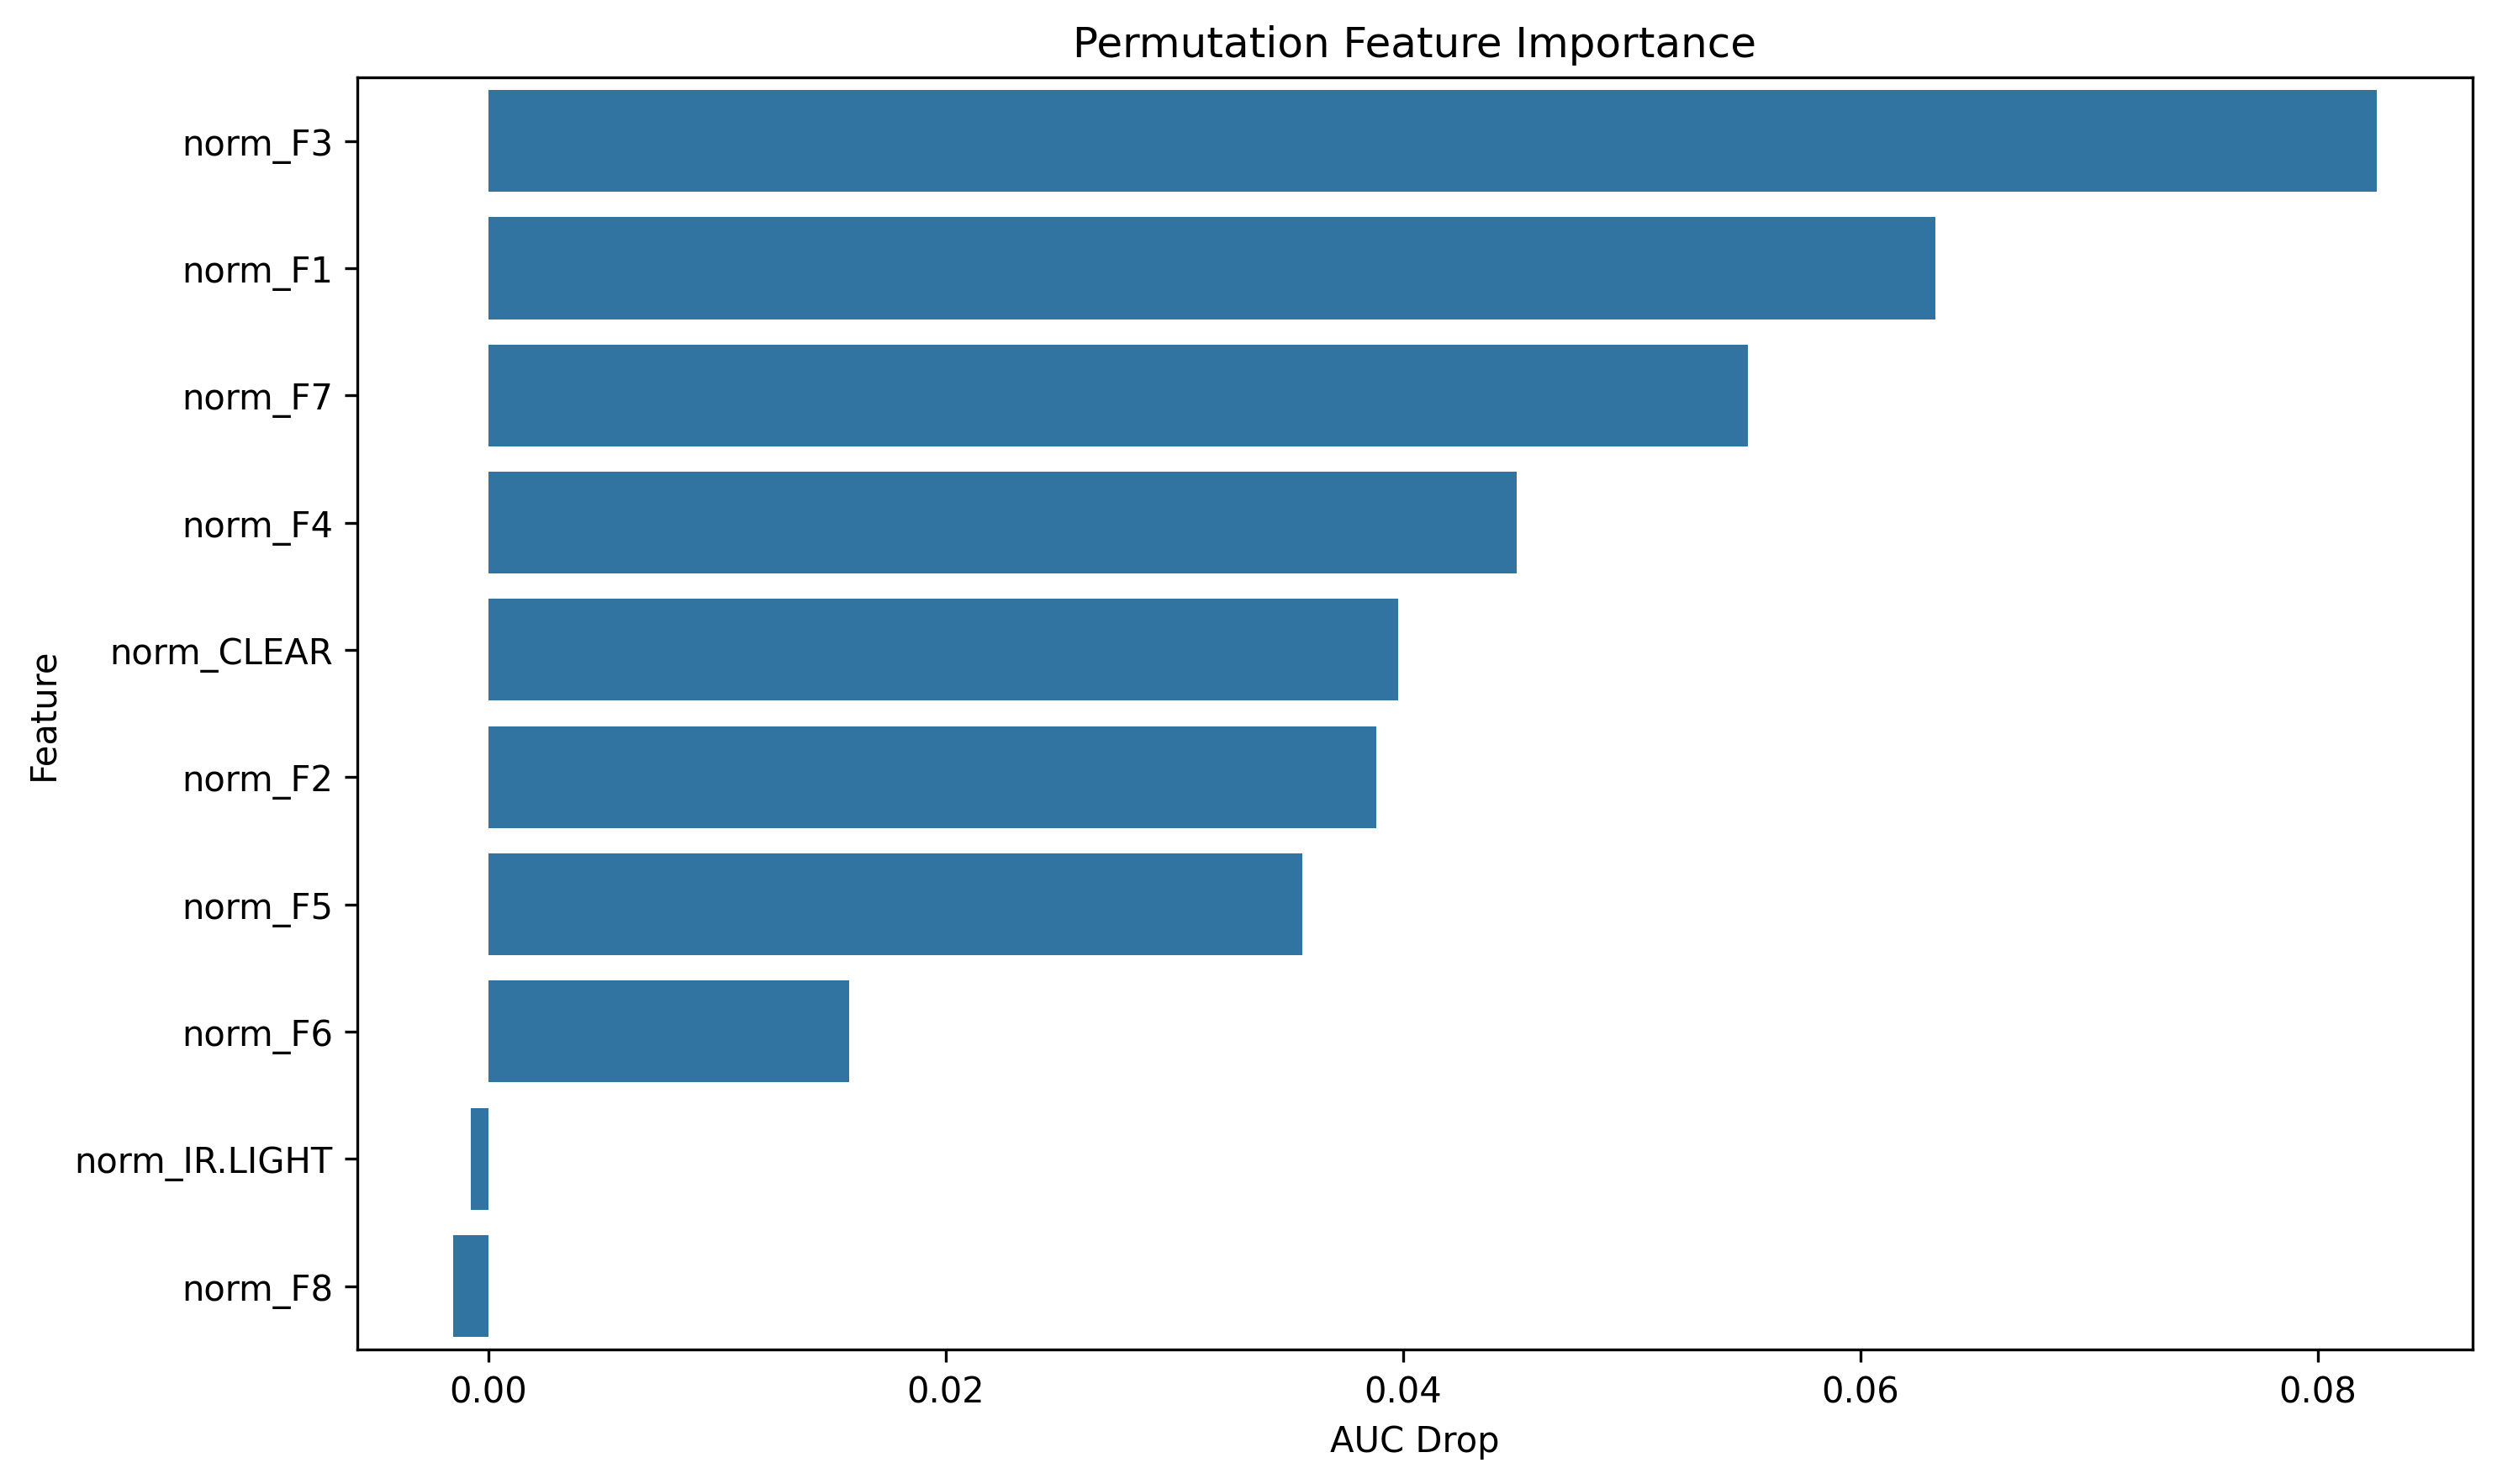 Permutation Feature Importance
Feature
norm_F3
norm_F1
norm_F7
norm_F4
norm_CLEAR
norm_F2
norm_F5
norm_F6
norm_IR.LIGHT
norm_F8
0.00 0.02 0.04 0.06 0.08
AUC Drop